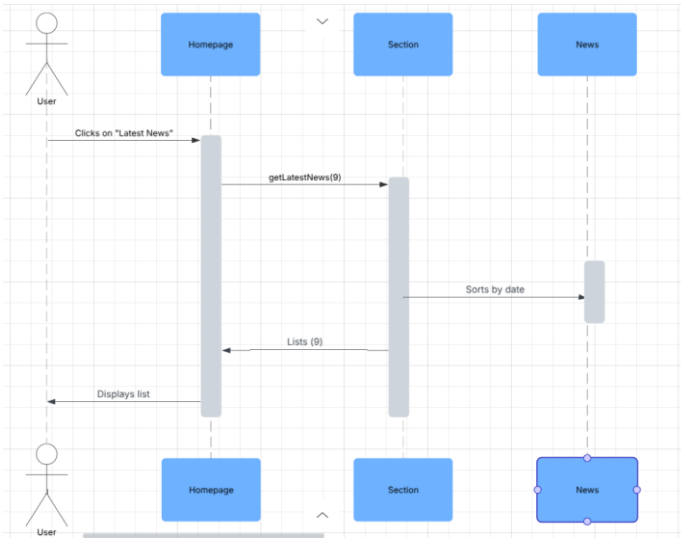 Homepage
Section
News
User
Clicks on "Latest News"
getLatestNews(9)
Sorts by date
Lists (9)
Displays list
Homepage
Section
News
User